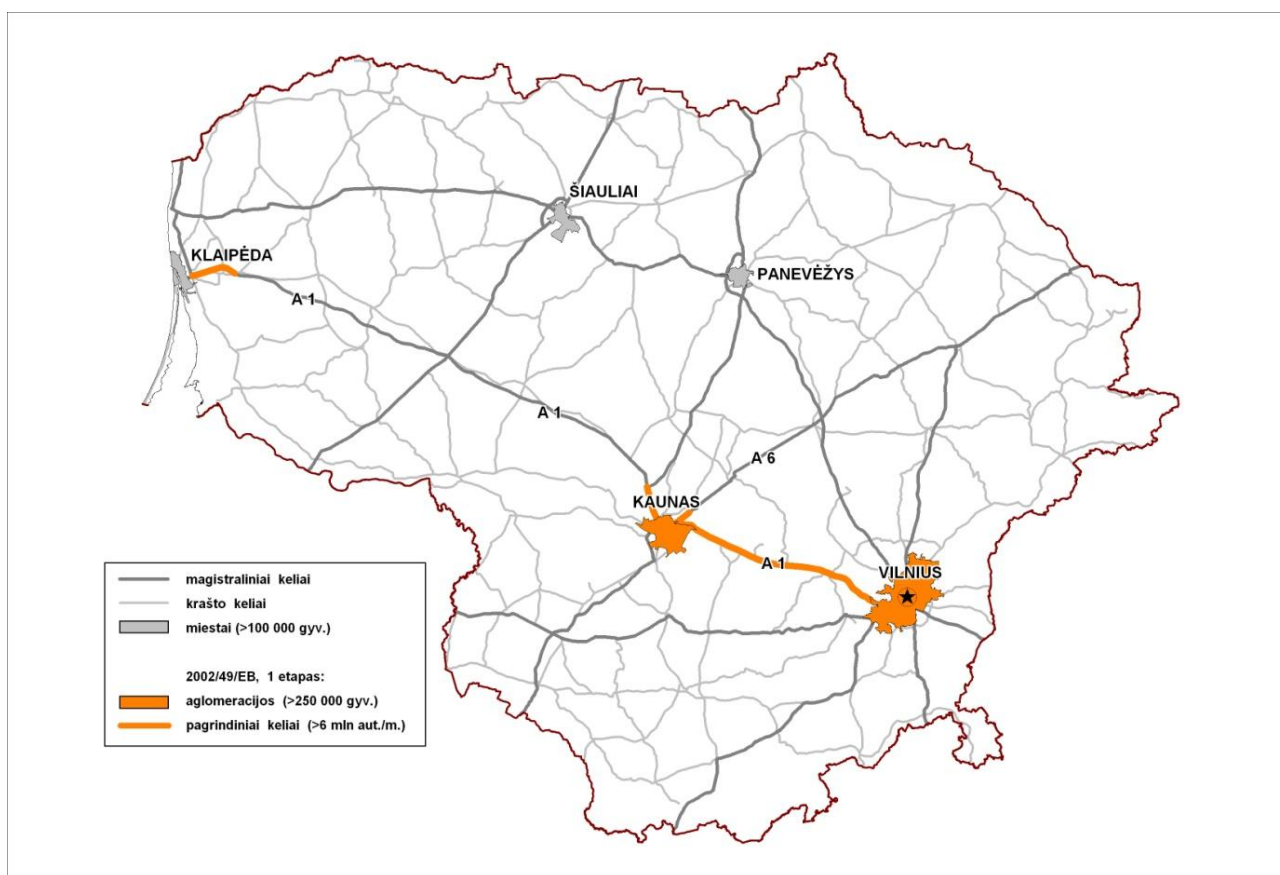 ŠIAULIAI
KLAIPĖDA
PANEVĖŽYS
A 1
A 1
A 6
KAUNAS
A 1
VILNIUS
magistraliniai keliai
krašto keliai
miestai (>100 000 gyv.)
2002/49/EB, 1 etapas:
aglomeracijos (>250 000 gyv.)
pagrindiniai keliai (>6 mln aut./m.)